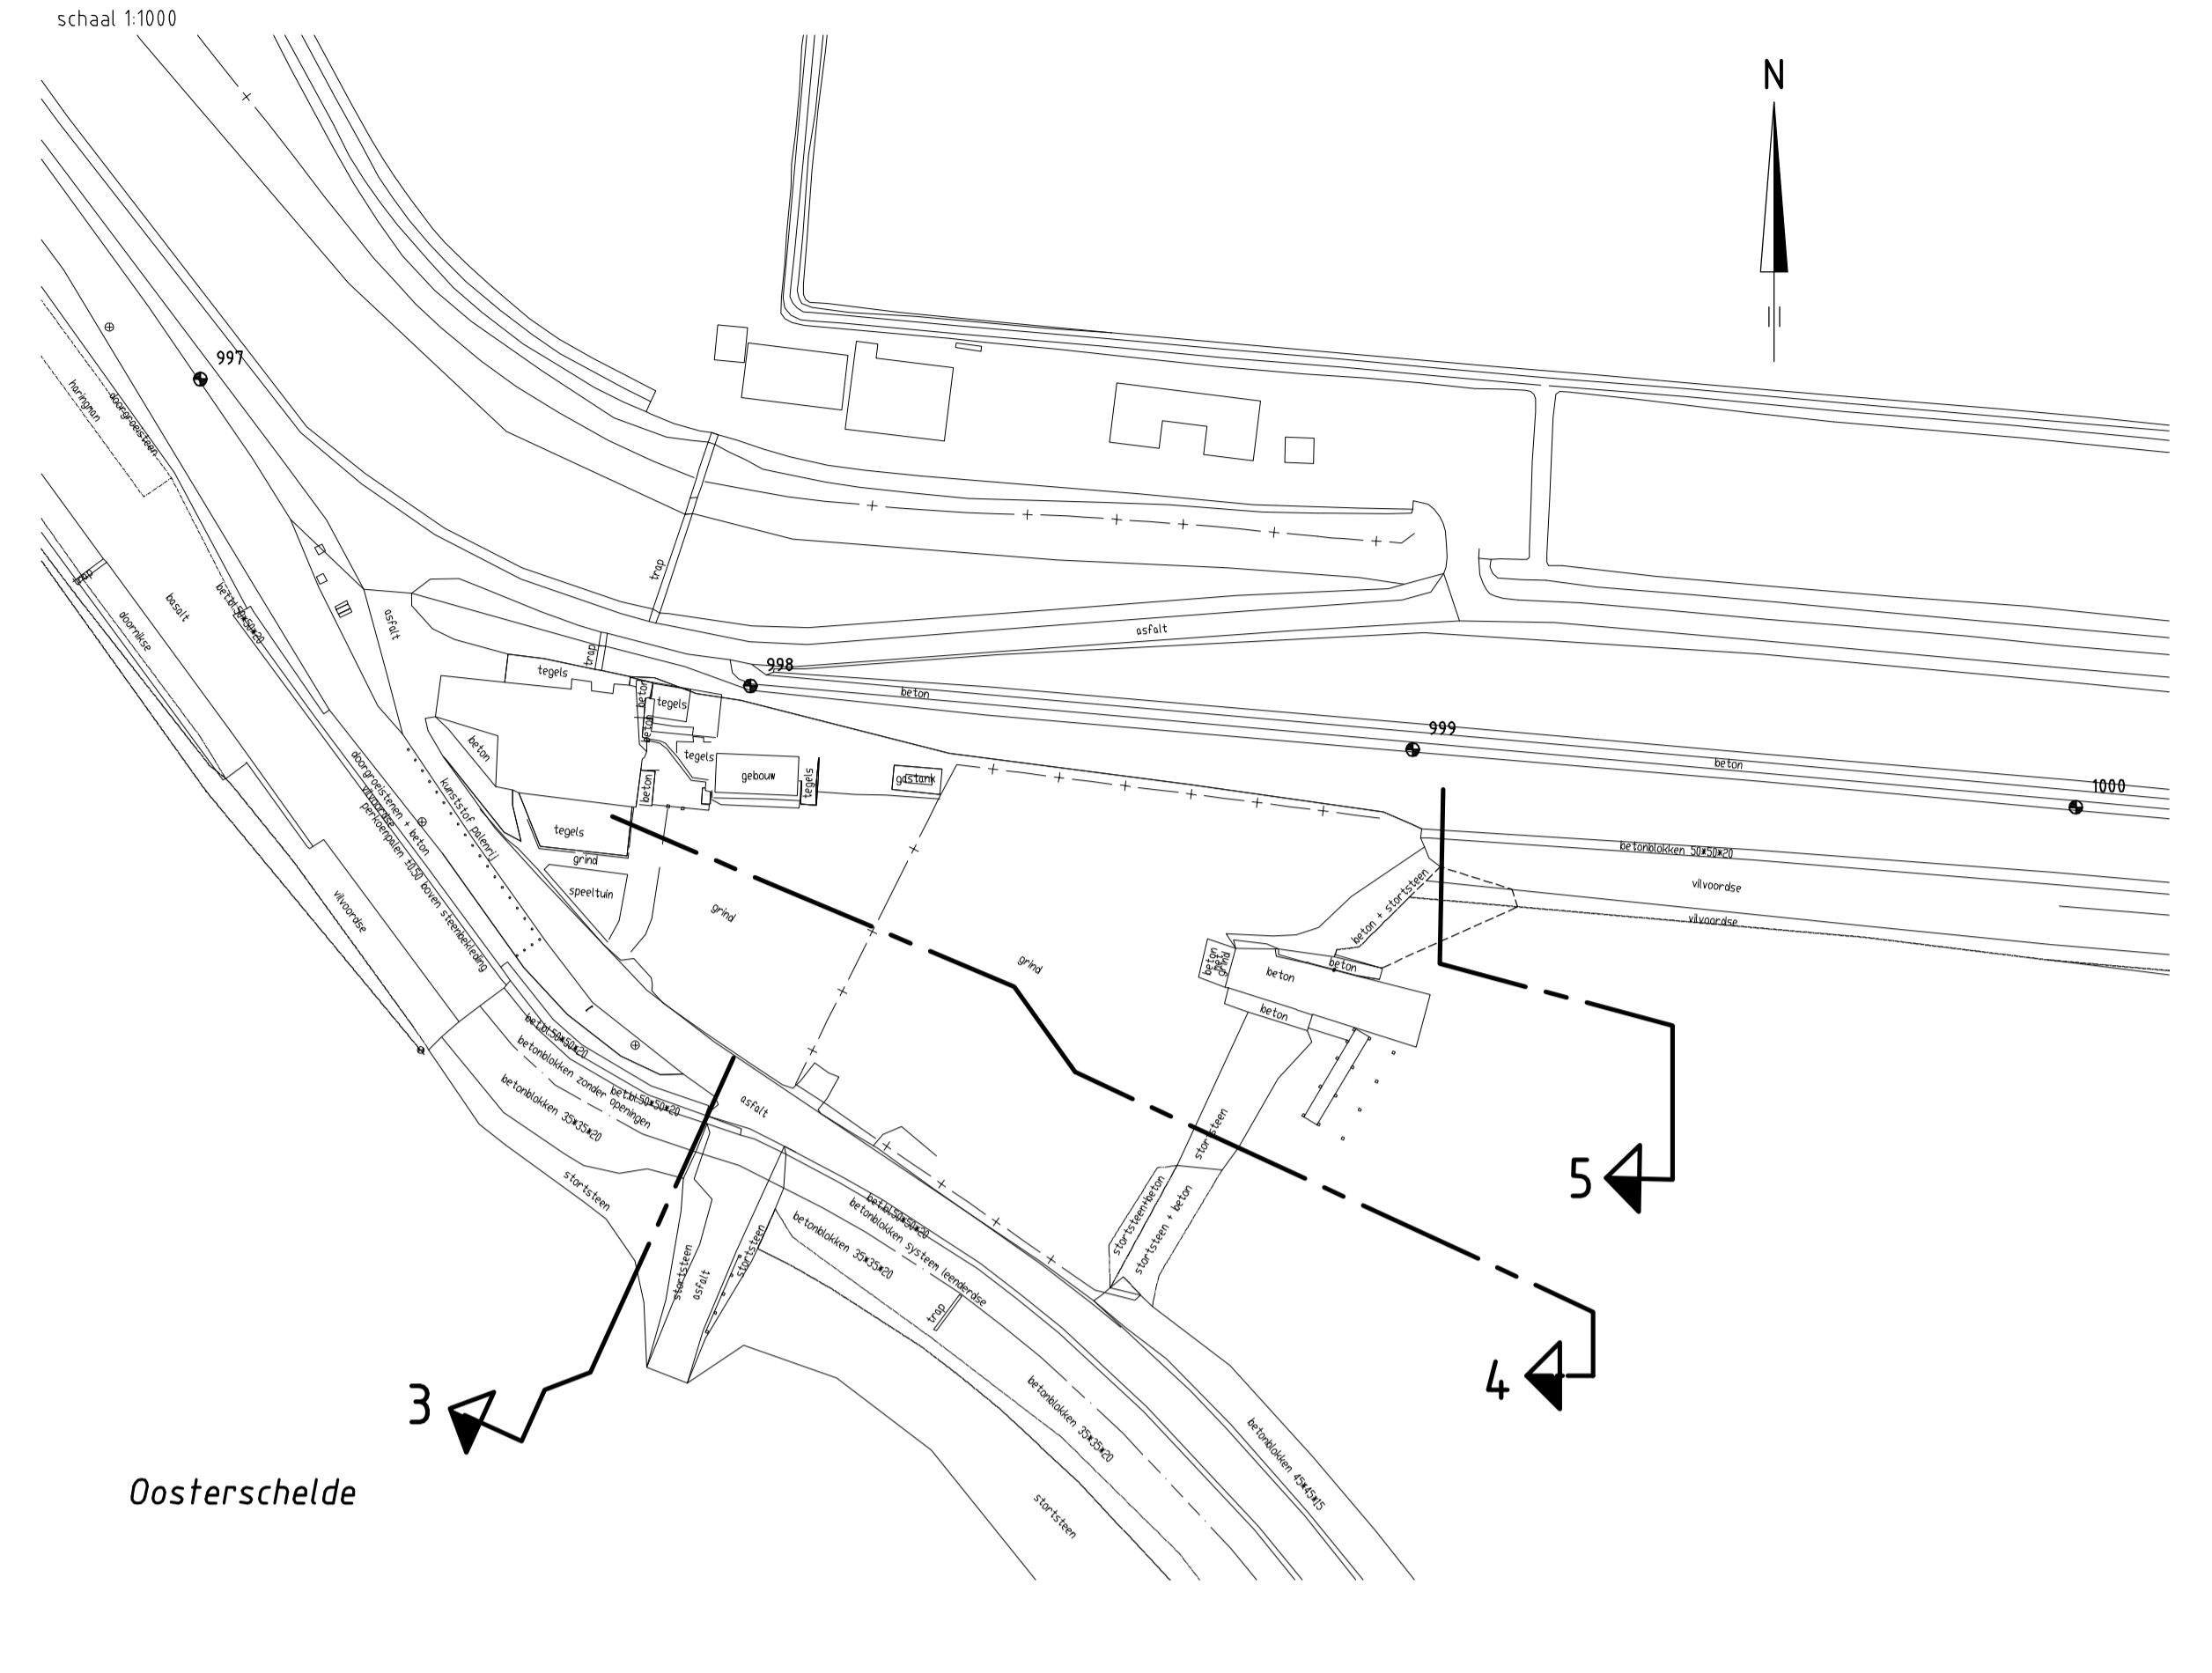 schaal 1:1000
N
997
haringman
doorgroeisteen
trap
basalt
doornikse
bet.bl.50*50*20
asfalt
trap
trap
asfalt
998
beton
999
beton
1000
tegels
beton
tegels
beton
tegels
beton
beton
gebouw
tegels
gastank
tegels
grind
speeltuin
kunststof palenrij
doorgroeistenen + beton
vilvoordse
perkoenpalen ±0.50 boven steenbekleding
vilvoordse
grind
grind
betonblokken 50*50*20
vilvoordse
vilvoordse
beton + stortsteen
beton
met
grind
beton
beton
beton
bet.bl.50*50*20
betonblokken zonder openingen
betonblokken 35*35*20
bet.bl.50*50*20
asfalt
stortsteen
stortsteen
stortsteen+beton
stortsteen + beton
5
stortsteen
asfalt
stortsteen
bet.bl.50*50*20
betonblokken systeem leenderdse
betonblokken 35*35*20
trap
4
3
betonblokken 35*35*20
betonblokken 45*45*15
Oosterschelde
stortsteen